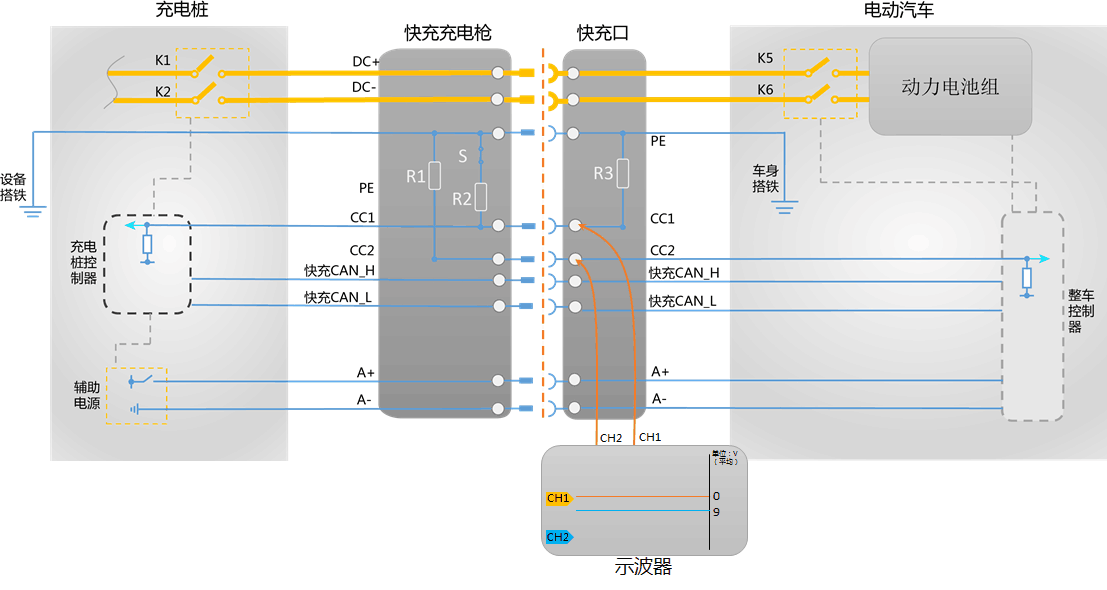 充电桩
快充充电枪
快充口
电动汽车
K1
K2
DC+
DC-
K5
K6
动力电池组
设备
搭铁
PE
S
R1
R2
R3
PE
车身
搭铁
CC1
CC1
CC2
CC2
充电
桩控
制器
快充CAN_H
快充CAN_H
快充CAN_L
快充CAN_L
整车
控制
器
辅助
电源
A+
A+
A-
A-
CH2
CH1
单位：V
（平均）
CH1
0
9
CH2
示波器